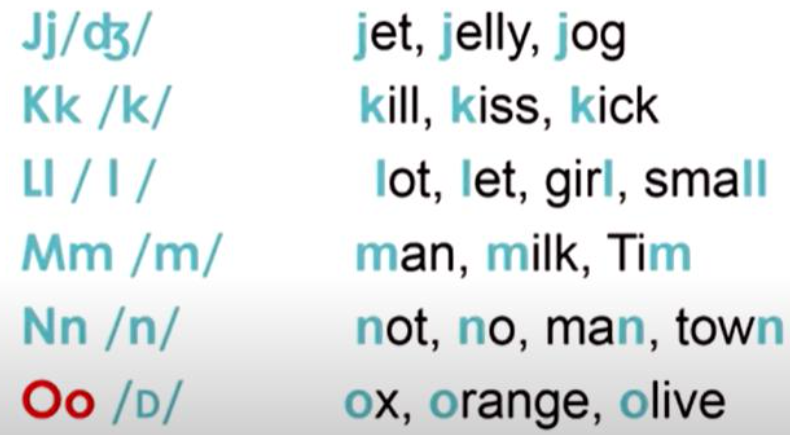 Jj/ʤ/ jet, jelly, jog
Kk /k/ kill, kiss, kick
Ll / l / lot, let, girl, small
Mm /m/ man, milk, Tim
Nn /n/ not, no, man, town
Oo /ɒ/ ox, orange, olive